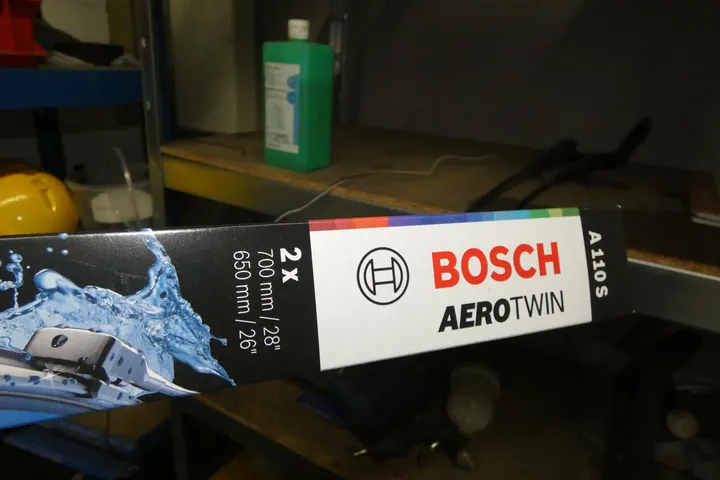 2 x
700 mm / 28"
650 mm / 26"
BOSCH
AEROTWIN
A 110 S